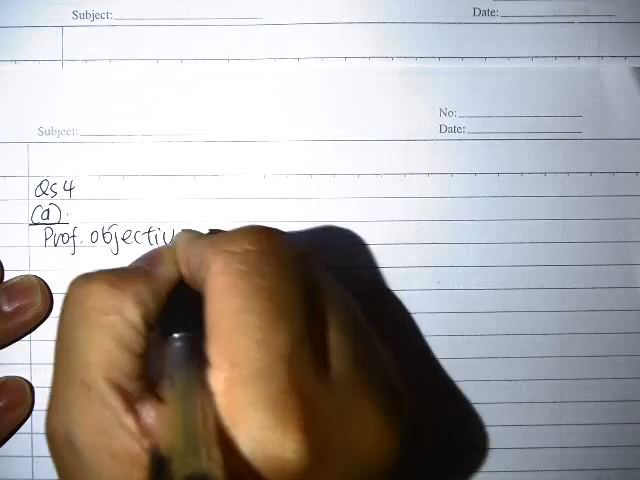 Subject:
Date:
No:
Subject:
Date:
Qs 4
(a)
Prof. objectiv